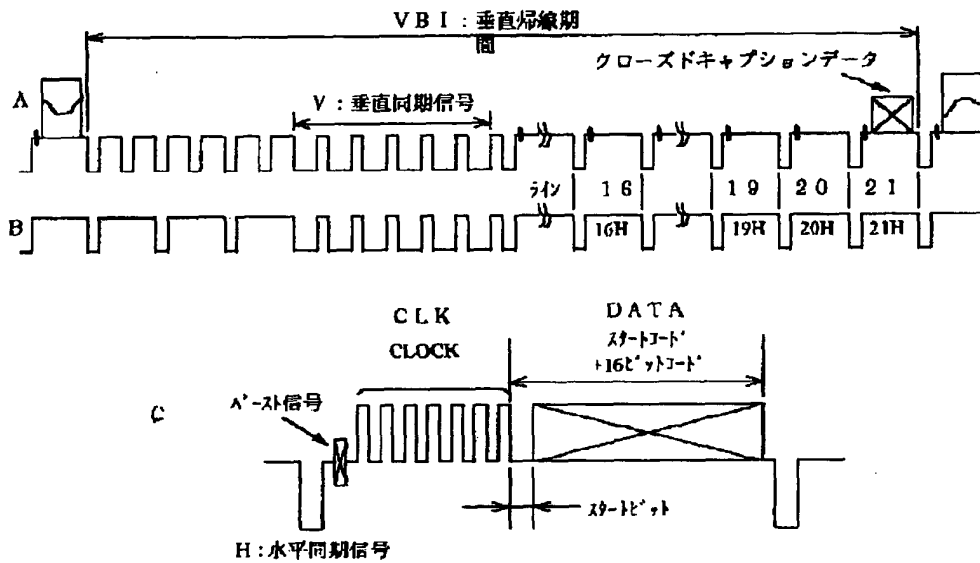 VBI：垂直帰線期
間
クローズドキャプションデータ
A
V：垂直同期信号
ライン 16 19 20 21
B
16H 19H 20H 21H
CLK
CLOCK
DATA
スタートコード
+16ビットコード
C
バースト信号
スタートビット
H：水平同期信号